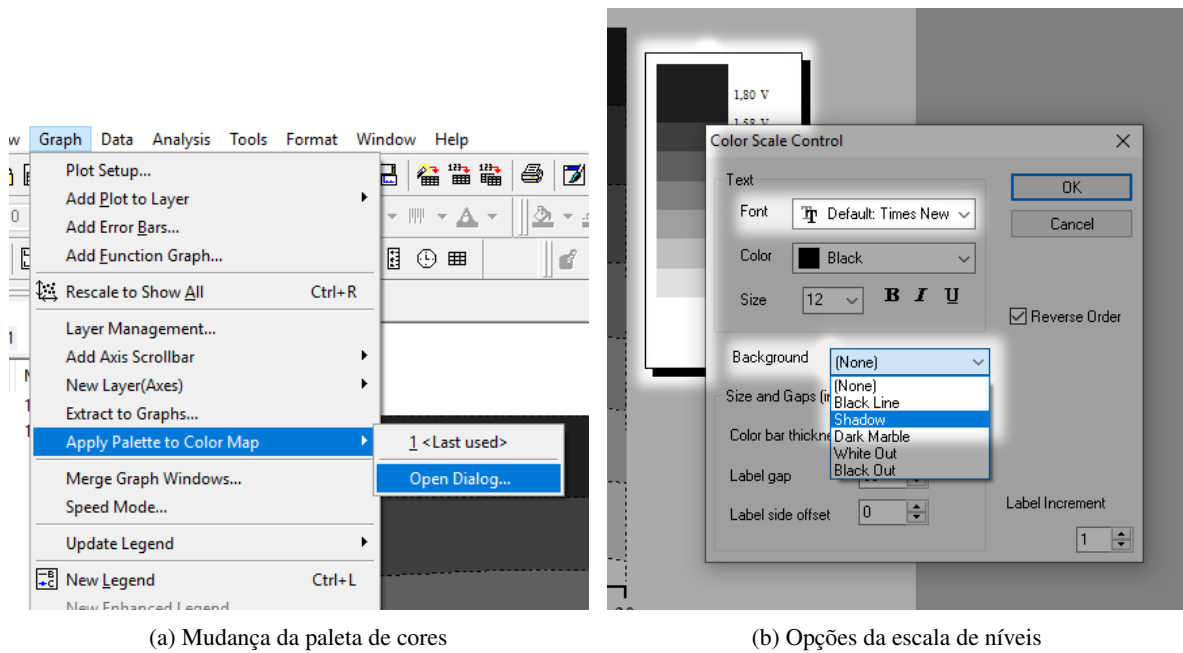 w Graph Data Analysis Tools Format Window Help
Plot Setup...
Add Plot to Layer
Add Error Bars...
Add Function Graph...
Rescale to Show All Ctrl+R
Layer Management...
Add Axis Scrollbar
New Layer(Axes)
Extract to Graphs...
Apply Palette to Color Map
1 <Last used>
Open Dialog...
Merge Graph Windows...
Speed Mode...
Update Legend
New Legend Ctrl+L
New Enhanced Legend
(a) Mudança da paleta de cores
1,80 V
1,58 V
Color Scale Control
Text
Font Default: Times New
OK
Cancel
Color Black
Size 12 B I U
Reverse Order
Background (None)
(None)
Black Line
Shadow
Dark Marble
White Out
Black Out
Size and Gaps
Color bar
Label gap
Label side offset 0
Label Increment
1
(b) Opções da escala de níveis